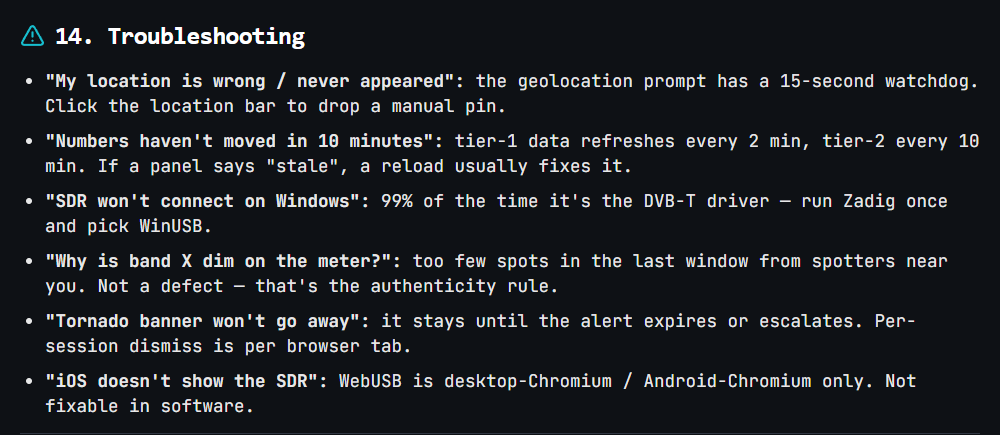 14. Troubleshooting
• "My location is wrong / never appeared": the geolocation prompt has a 15-second watchdog.
Click the location bar to drop a manual pin.
• "Numbers haven't moved in 10 minutes": tier-1 data refreshes every 2 min, tier-2 every 10
min. If a panel says "stale", a reload usually fixes it.
• "SDR won't connect on Windows": 99% of the time it's the DVB-T driver — run Zadig once
and pick WinUSB.
• "Why is band X dim on the meter?": too few spots in the last window from spotters near
you. Not a defect — that's the authenticity rule.
• "Tornado banner won't go away": it stays until the alert expires or escalates. Per-
session dismiss is per browser tab.
• "iOS doesn't show the SDR": WebUSB is desktop-Chromium / Android-Chromium only. Not
fixable in software.